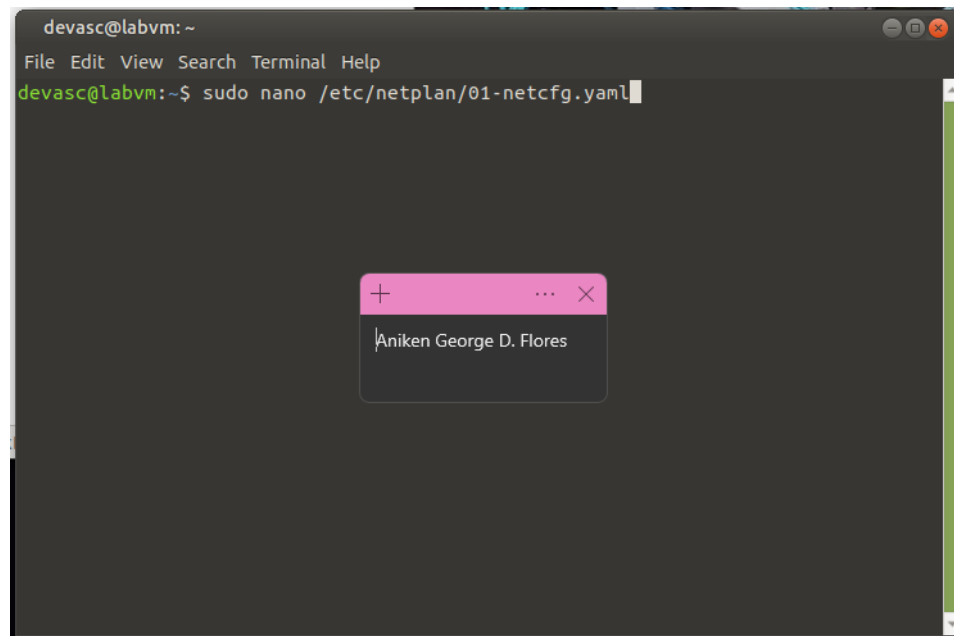 devasc@labvm: ~
File Edit View Search Terminal Help
devasc@labvm:~$ sudo nano /etc/netplan/01-netcfg.yaml
Aniken George D. Flores